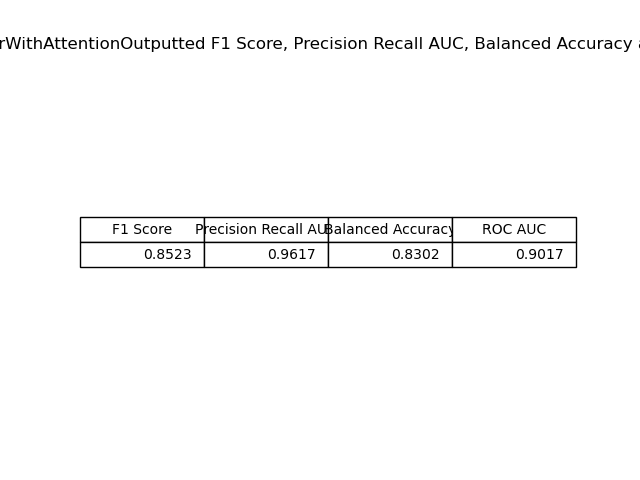 rWithAttentionOutputted F1 Score, Precision Recall AUC, Balanced Accuracy a
F1 Score Precision Recall AU Balanced Accuracy ROC AUC
0.8523 0.9617 0.8302 0.9017